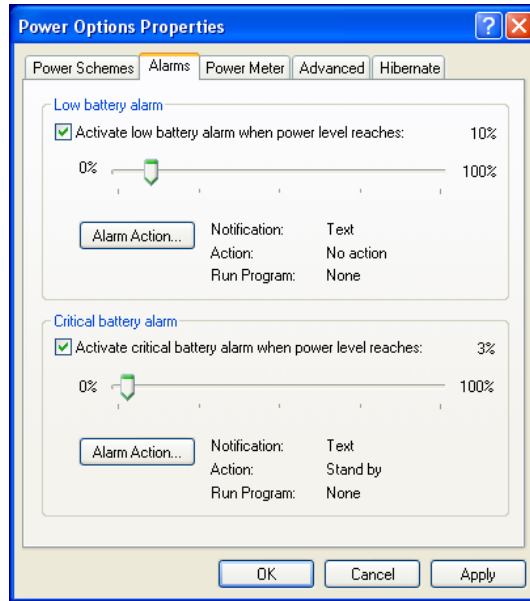 Power Options Properties
Power Schemes Alarms Power Meter Advanced Hibernate
Low battery alarm
Activate low battery alarm when power level reaches: 10%
0% 100%
Alarm Action... Notification: Text
Action: No action
Run Program: None
Critical battery alarm
Activate critical battery alarm when power level reaches: 3%
0% 100%
Alarm Action... Notification: Text
Action: Stand by
Run Program: None
OK Cancel Apply